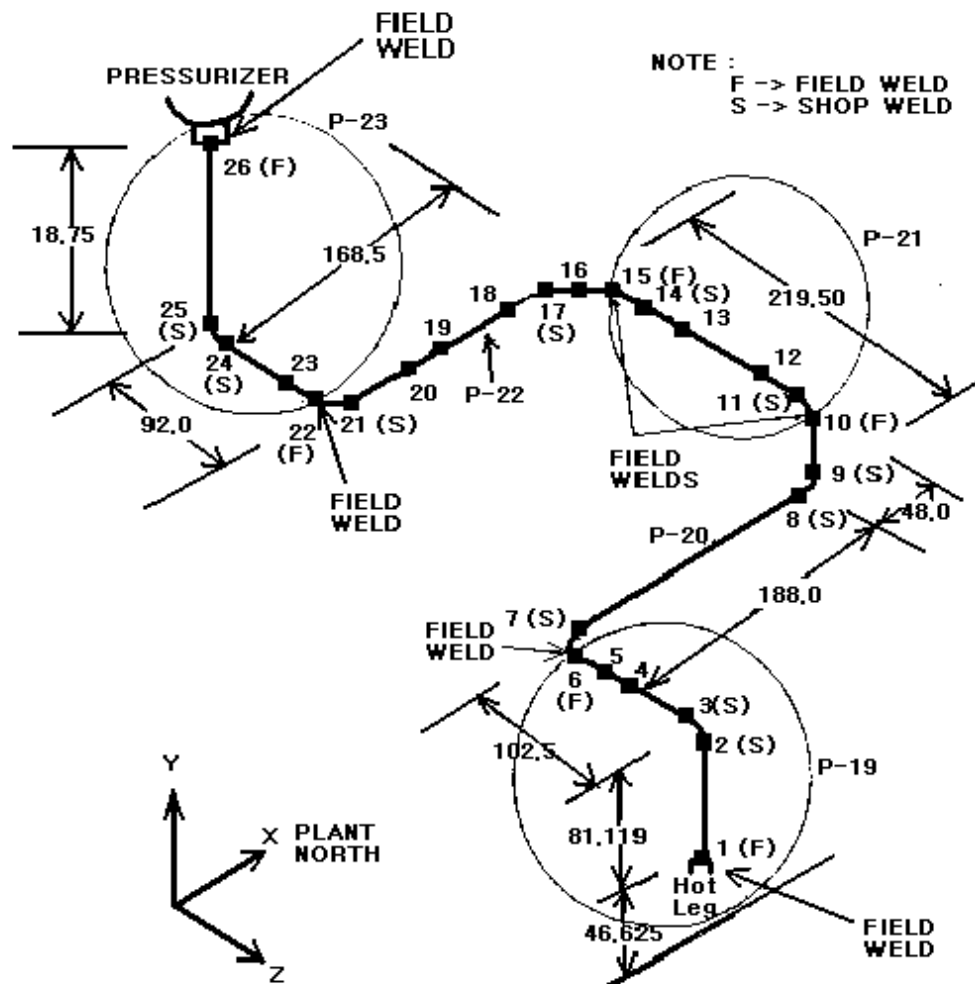 FIELD
WELD
NOTE :
F -> FIELD WELD
S -> SHOP WELD
PRESSURIZER
P-23
26 (F)
P-21
18.75
168.5
15 (F)
16
14 (S)
219.50
18
17
(S)
13
25
(S)
19
12
24
(S)
23
20
P-22
11 (S)
10 (F)
92.0
22
(F)
21 (S)
FIELD
WELDS
9 (S)
FIELD
WELD
8 (S)
48.0
P-20
188.0
7 (S)
FIELD
WELD
5
4
6
(F)
3(S)
2 (S)
102.5
P-19
Y
81.119
X
PLANT
NORTH
1 (F)
Hot
Leg
46.625
FIELD
WELD
Z